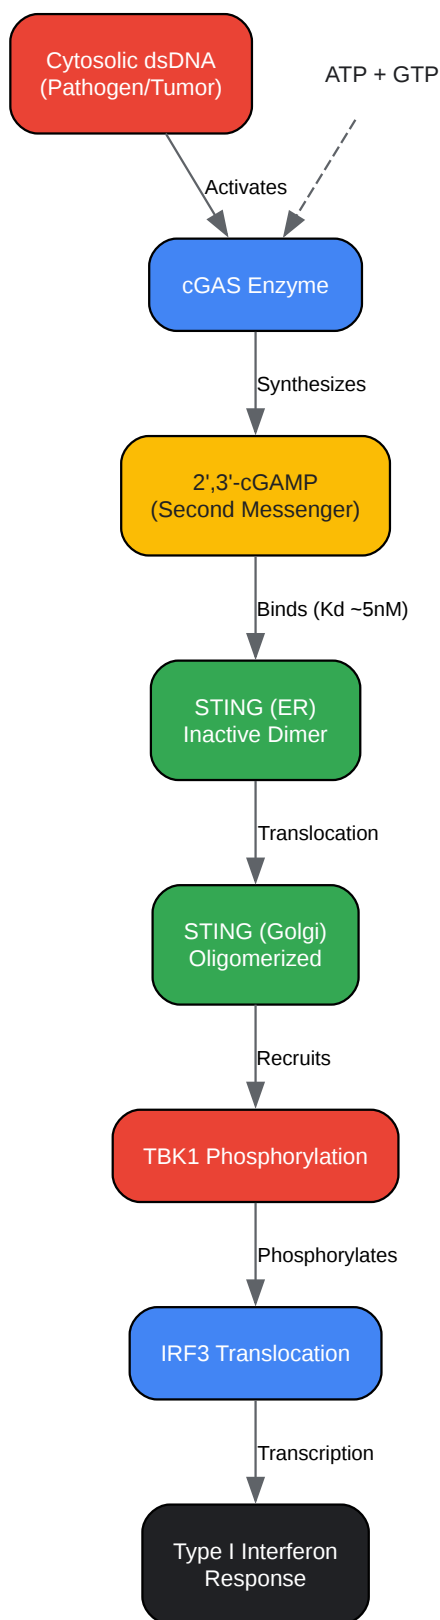 Cytosolic dsDNA
(Pathogen/Tumor)
ATP + GTP
Activates
cGAS Enzyme
Synthesizes
2',3'-cGAMP
(Second Messenger)
Binds (Kd ~5nM)
STING (ER)
Inactive Dimer
Translocation
STING (Golgi)
Oligomerized
Recruits
TBK1 Phosphorylation
Phosphorylates
IRF3 Translocation
Transcription
Type I Interferon
Response